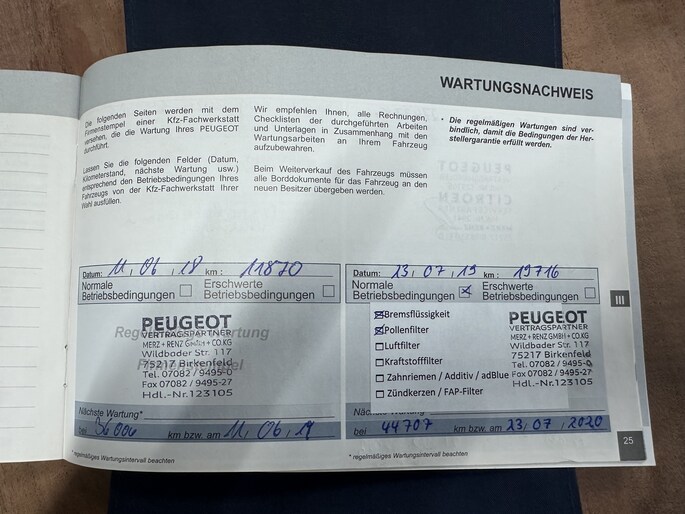 WARTUNGSNACHWEIS
Die folgenden Seiten werden mit dem
Firmenstempel einer Kfz-Fachwerkstatt
versehen, die die Wartung Ihres PEUGEOT
durchführt.
Lassen Sie die folgenden Felder (Datum,
Kilometerstand, nächste Wartung usw.)
entsprechend den Betriebsbedingungen Ihres
Fahrzeugs von der Kfz-Fachwerkstatt Ihrer
Wahl ausfüllen.
Wir empfehlen Ihnen, alle Rechnungen,
Checklisten der durchgeführten Arbeiten
und Unterlagen in Zusammenhang mit den
Wartungsarbeiten an Ihrem Fahrzeug
aufzubewahren.
Beim Weiterverkauf des Fahrzeugs müssen
alle Borddokumente für das Fahrzeug an den
neuen Besitzer übergeben werden.
* Die regelmäßigen Wartungen sind ver-
bindlich, damit die Bedingungen der Her-
stellergarantie erfüllt werden.
Datum: 11, 06, 18 km: 11870
Normale
Betriebsbedingungen
Erschwerte
Betriebsbedingungen
PEUGEOT
VERTRAGSPARTNER
MERZ + RENZ GMBH + CO.KG
Wildbader Str. 117
75217 Birkenfeld
Tel. 07082 / 9495-0
Fax 07082 / 9495-27
Hdl.-Nr. 123105
Nächste Wartung*
bei 36000 km bzw. am 11, 06, 19
* regelmäßiges Wartungsintervall beachten
Datum: 23, 07, 19 km: 19716
Normale
Betriebsbedingungen
Erschwerte
Betriebsbedingungen
Bremsflüssigkeit
Pollenfilter
Luftfilter
Kraftstofffilter
Zahnriemen / Additiv / adBlue
Zündkerzen / FAP-Filter
PEUGEOT
VERTRAGSPARTNER
MERZ + RENZ GMBH + CO.KG
Wildbader Str. 117
75217 Birkenfeld
Tel. 07082 / 9495-0
Fax 07082 / 9495-27
Hdl.-Nr. 123105
Nächste
bei 44707 km bzw. am 23, 07, 2020
* regelmäßiges Wartungsintervall beachten
III
25